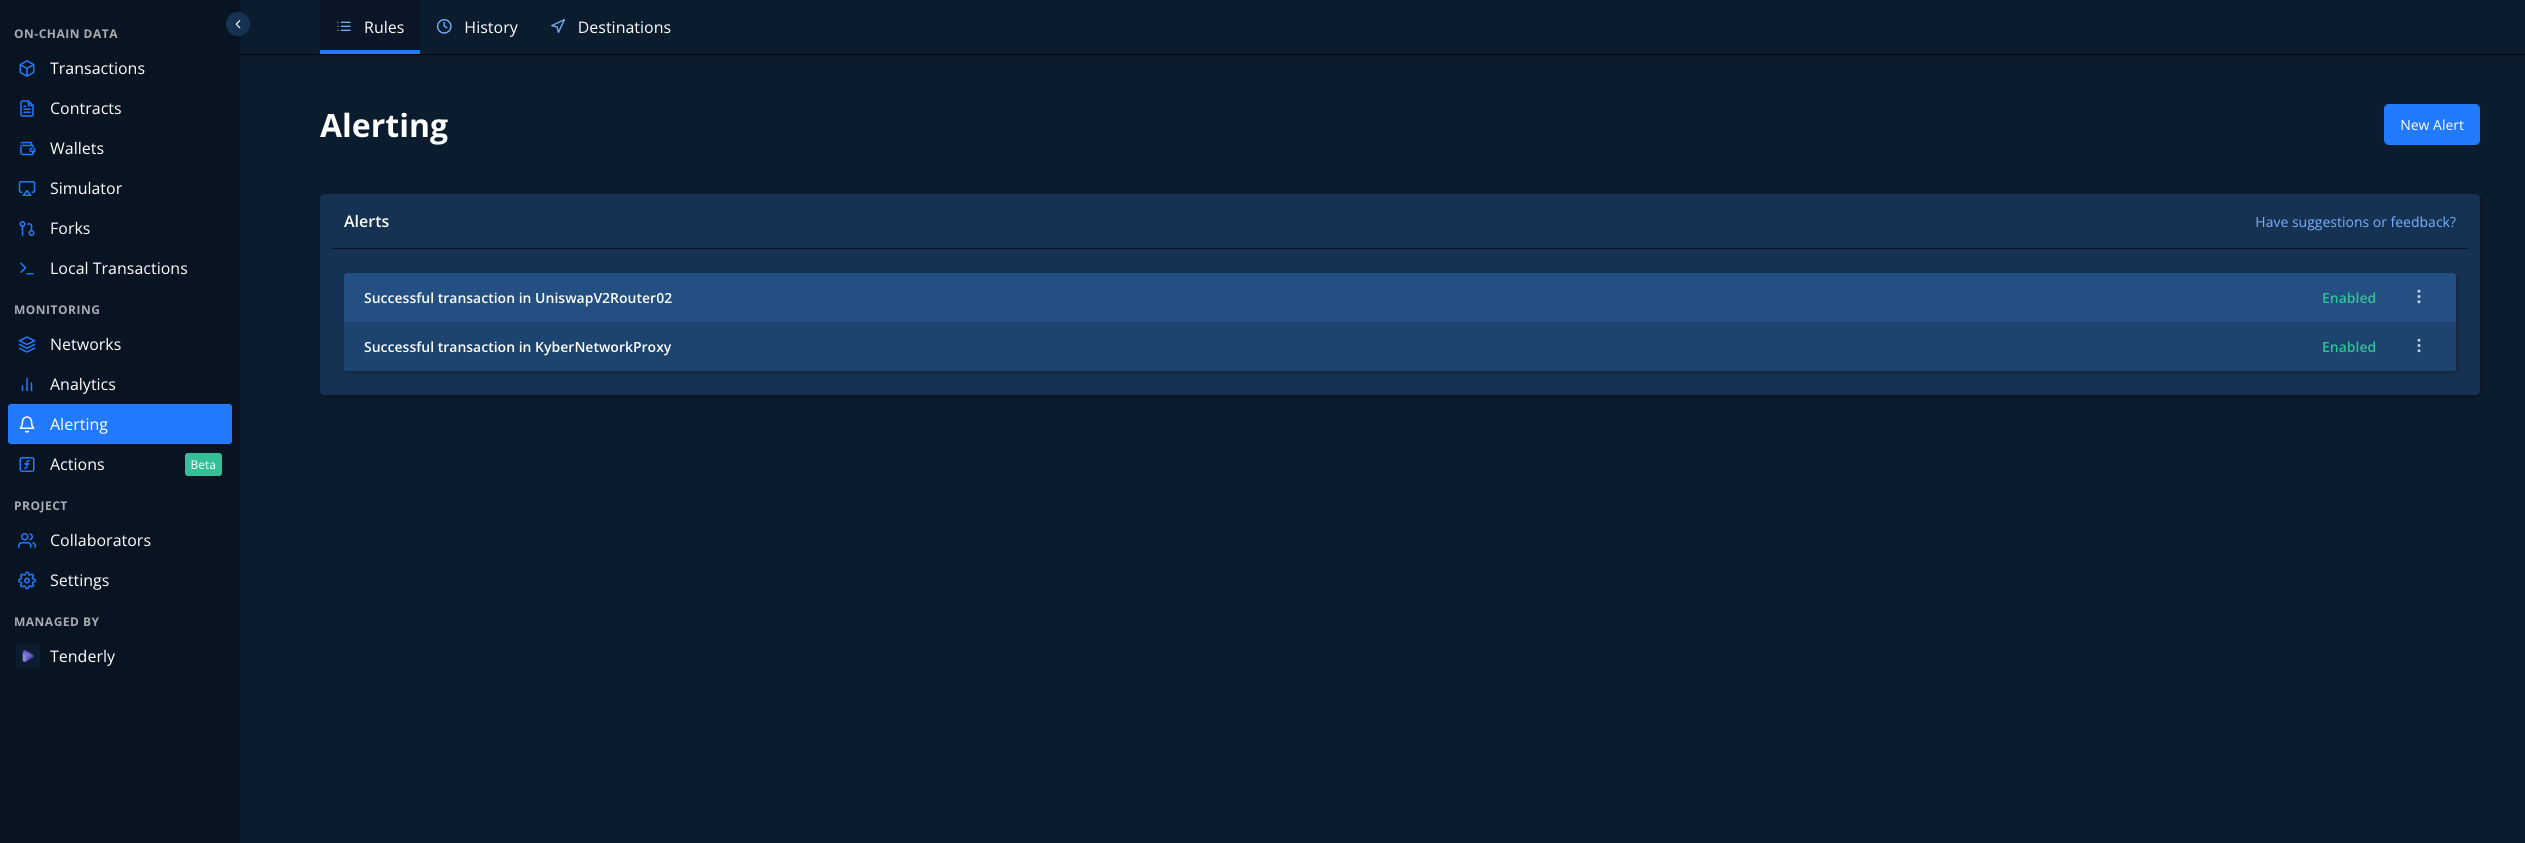 ON-CHAIN DATA
Transactions
Contracts
Wallets
Simulator
Forks
Local Transactions
MONITORING
Networks
Analytics
Alerting
Actions Beta
PROJECT
Collaborators
Settings
MANAGED BY
Tenderly
Rules History Destinations
Alerting
New Alert
Alerts
Have suggestions or feedback?
Successful transaction in UniswapV2Router02 Enabled
Successful transaction in KyberNetworkProxy Enabled